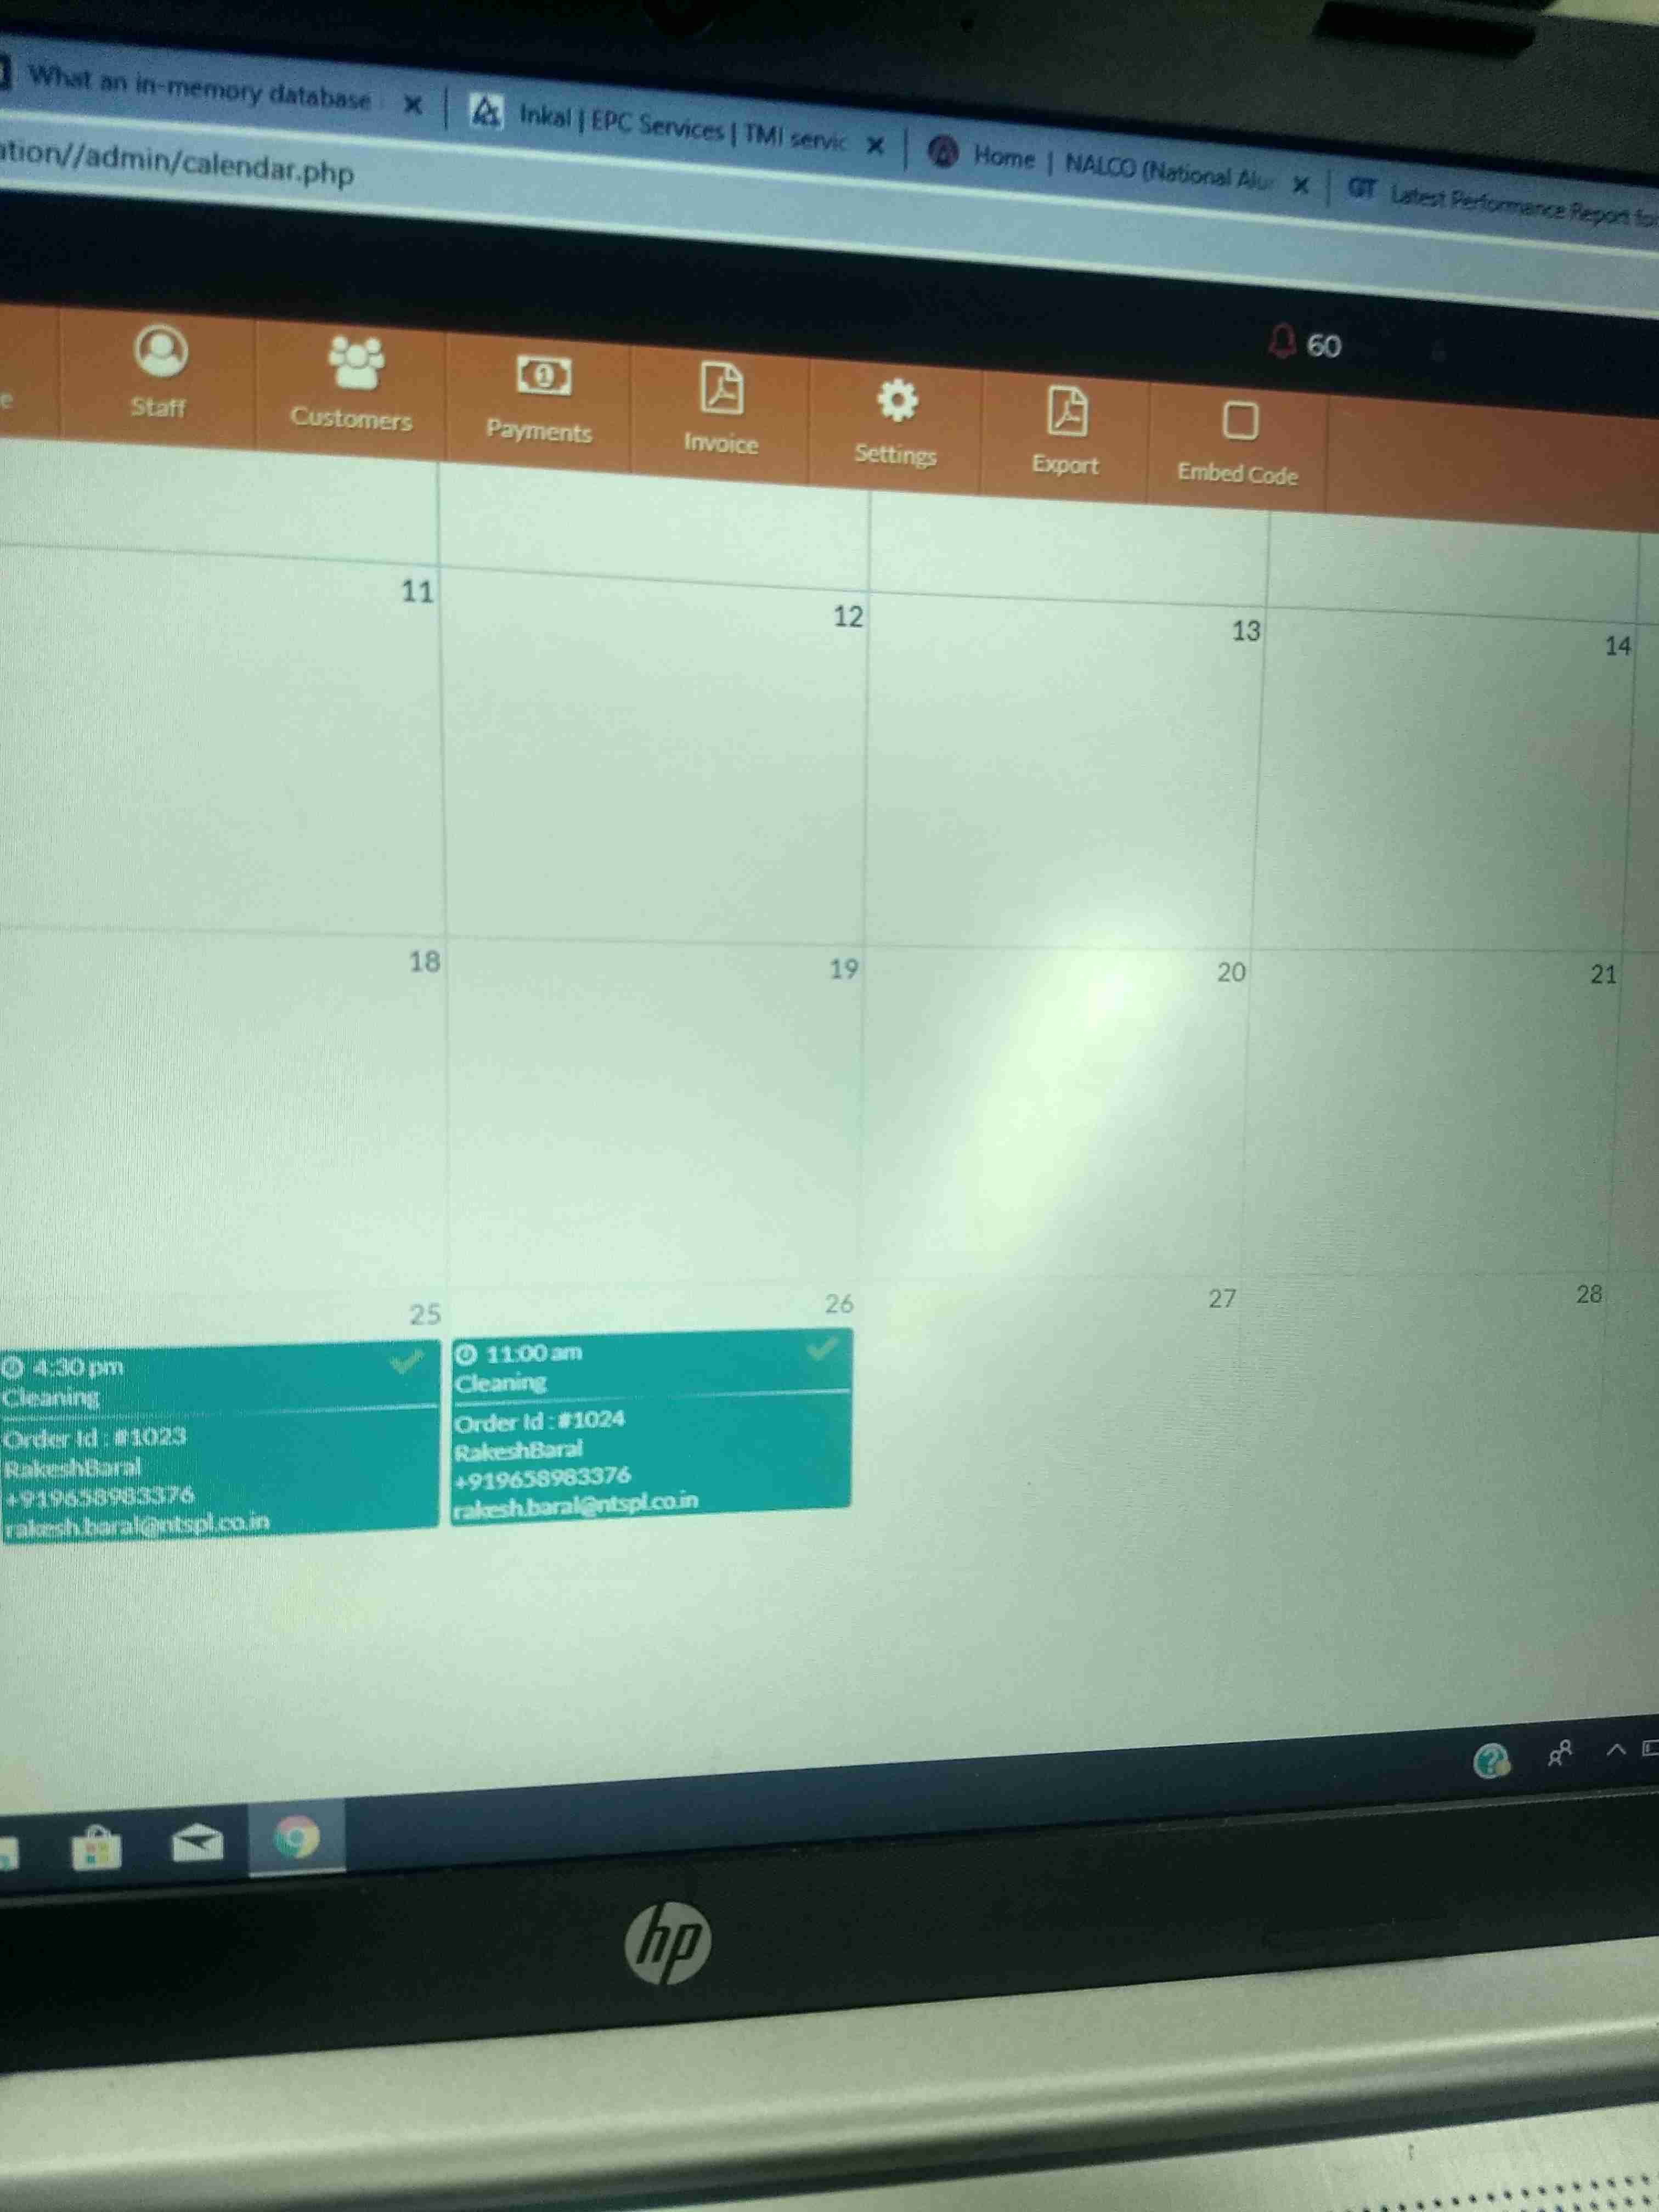 What an in-memory database
Inkal | EPC Services | TMI servic
Home | NALCO (National Alu
GT Latest Performance Report for
ation//admin/calendar.php
60
e
Staff
Customers
Payments
Invoice
Settings
Export
Embed Code
11
12
13
14
18
19
20
21
25
26
27
28
4:30 pm
Cleaning
Order Id : #1023
RakeshBaral
+919658983376
rakesh.baral@ntspl.co.in
11:00 am
Cleaning
Order Id : #1024
RakeshBaral
+919658983376
rakesh.baral@ntspl.co.in
hp